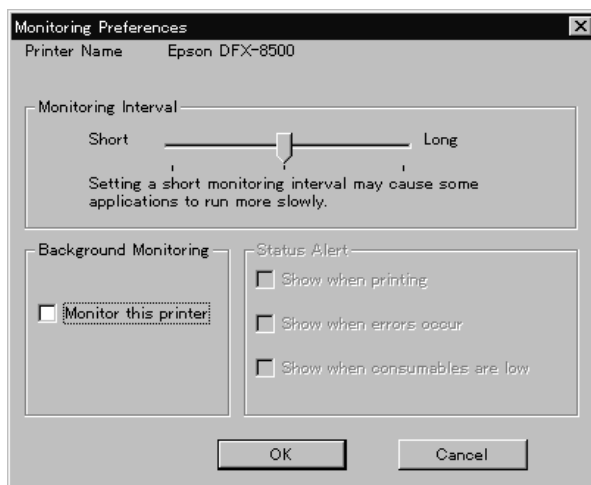 Monitoring Preferences
Printer Name Epson DFX-8500
Monitoring Interval
Short Long
Setting a short monitoring interval may cause some
applications to run more slowly.
Background Monitoring
Monitor this printer
Status Alert
Show when printing
Show when errors occur
Show when consumables are low
OK Cancel